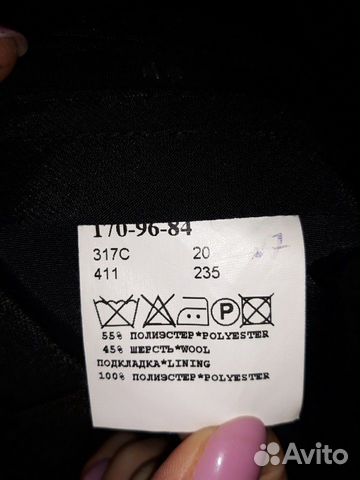 170-96-84
317C 20
411 235
P
55% ПОЛИЭСТЕР*POLYESTER
45% ШЕРСТЬ*WOOL
ПОДКЛАДКА*LINING
100% ПОЛИЭСТЕР*POLYESTER
Avito